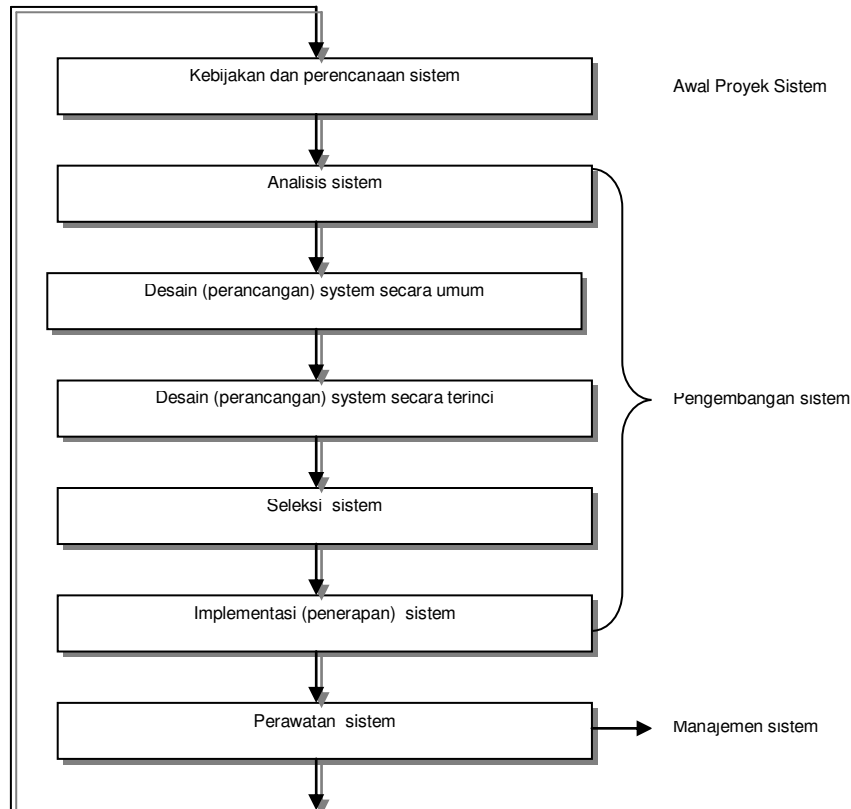 Kebijakan dan perencanaan sistem
Awal Proyek Sistem
Analisis sistem
Desain (perancangan) system secara umum
Desain (perancangan) system secara terinci
Pengembangan sistem
Seleksi sistem
Implementasi (penerapan) sistem
Perawatan sistem
Manajemen sistem